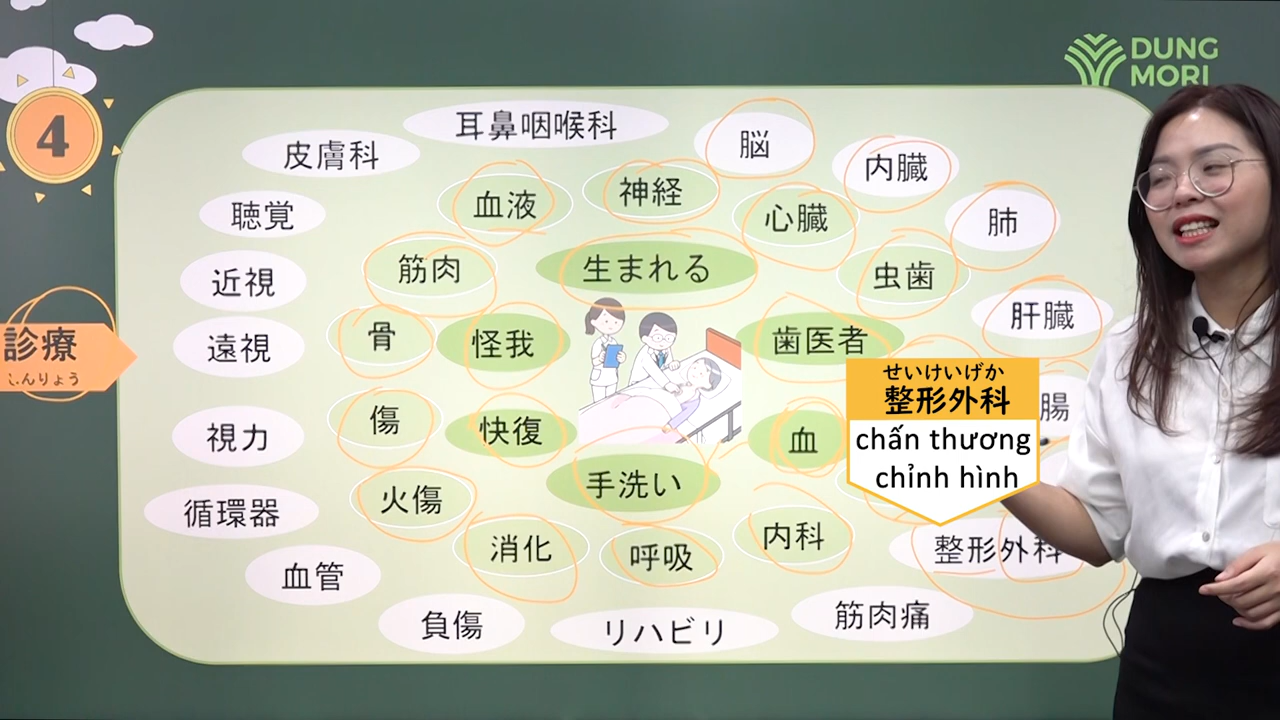 DUNG
MORI
4
診療
しんりょう
耳鼻咽喉科
皮膚科
脳
内臓
血液
神経
聴覚
心臓
肺
筋肉
生まれる
虫歯
近視
肝臓
骨
怪我
歯医者
遠視
せいけいげか
整形外科
chấn thương
chỉnh hình
腸
傷
快復
血
視力
手洗い
火傷
循環器
消化
呼吸
内科
整形外科
血管
負傷
リハビリ
筋肉痛